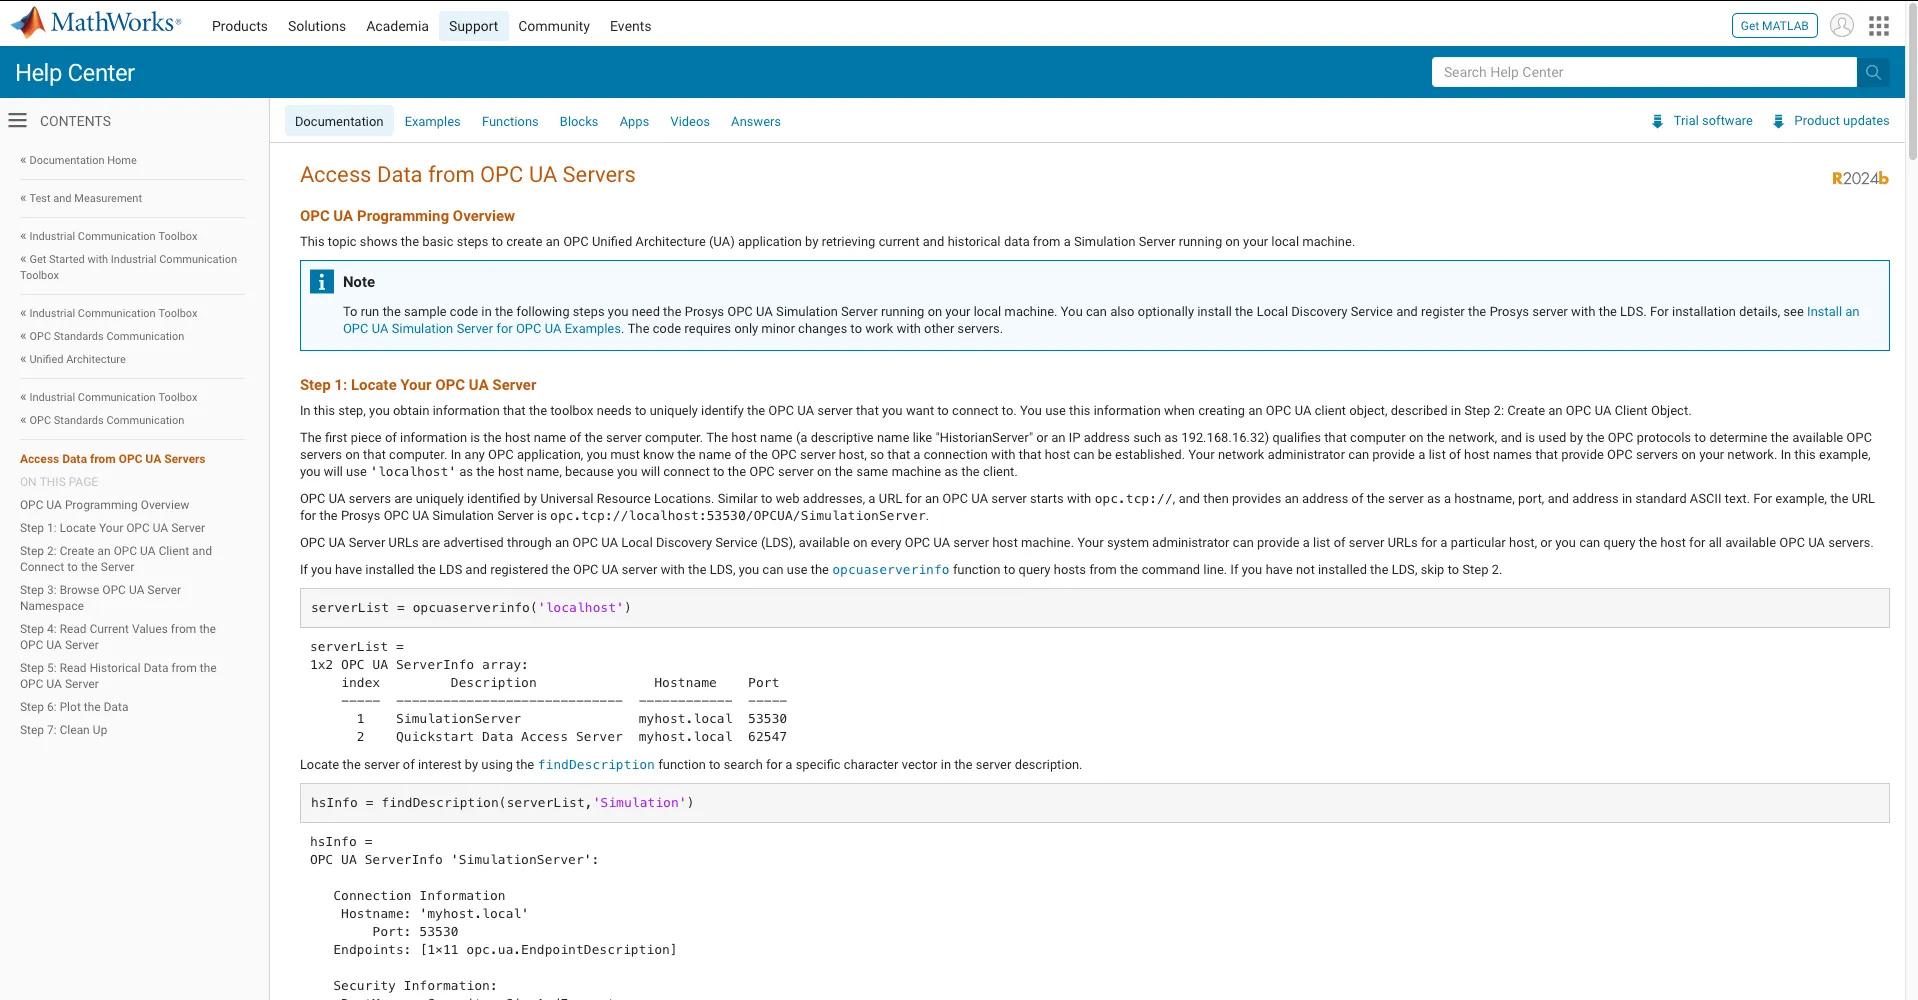 MathWorks®
Products Solutions Academia Support Community Events
Get MATLAB
Help Center
Search Help Center
CONTENTS
« Documentation Home
« Test and Measurement
« Industrial Communication Toolbox
« Get Started with Industrial Communication
Toolbox
« Industrial Communication Toolbox
« OPC Standards Communication
« Unified Architecture
« Industrial Communication Toolbox
« OPC Standards Communication
Access Data from OPC UA Servers
ON THIS PAGE
OPC UA Programming Overview
Step 1: Locate Your OPC UA Server
Step 2: Create an OPC UA Client and
Connect to the Server
Step 3: Browse OPC UA Server
Namespace
Step 4: Read Current Values from the
OPC UA Server
Step 5: Read Historical Data from the
OPC UA Server
Step 6: Plot the Data
Step 7: Clean Up
Documentation Examples Functions Blocks Apps Videos Answers
Trial software Product updates
Access Data from OPC UA Servers
R2024b
OPC UA Programming Overview
This topic shows the basic steps to create an OPC Unified Architecture (UA) application by retrieving current and historical data from a Simulation Server running on your local machine.
i Note
To run the sample code in the following steps you need the Prosys OPC UA Simulation Server running on your local machine. You can also optionally install the Local Discovery Service and register the Prosys server with the LDS. For installation details, see Install an
OPC UA Simulation Server for OPC UA Examples. The code requires only minor changes to work with other servers.
Step 1: Locate Your OPC UA Server
In this step, you obtain information that the toolbox needs to uniquely identify the OPC UA server that you want to connect to. You use this information when creating an OPC UA client object, described in Step 2: Create an OPC UA Client Object.
The first piece of information is the host name of the server computer. The host name (a descriptive name like "HistorianServer" or an IP address such as 192.168.16.32) qualifies that computer on the network, and is used by the OPC protocols to determine the available OPC
servers on that computer. In any OPC application, you must know the name of the OPC server host, so that a connection with that host can be established. Your network administrator can provide a list of host names that provide OPC servers on your network. In this example,
you will use 'localhost' as the host name, because you will connect to the OPC server on the same machine as the client.
OPC UA servers are uniquely identified by Universal Resource Locations. Similar to web addresses, a URL for an OPC UA server starts with opc.tcp://, and then provides an address of the server as a hostname, port, and address in standard ASCII text. For example, the URL
for the Prosys OPC UA Simulation Server is opc.tcp://localhost:53530/OPCUA/SimulationServer.
OPC UA Server URLs are advertised through an OPC UA Local Discovery Service (LDS), available on every OPC UA server host machine. Your system administrator can provide a list of server URLs for a particular host, or you can query the host for all available OPC UA servers.
If you have installed the LDS and registered the OPC UA server with the LDS, you can use the opcuaserverinfo function to query hosts from the command line. If you have not installed the LDS, skip to Step 2.
serverList = opcuaserverinfo('localhost')
serverList =
1x2 OPC UA ServerInfo array:
index Description Hostname Port
----- ----------------------------- ------------ -----
1 SimulationServer myhost.local 53530
2 Quickstart Data Access Server myhost.local 62547
Locate the server of interest by using the findDescription function to search for a specific character vector in the server description.
hsInfo = findDescription(serverList,'Simulation')
hsInfo =
OPC UA ServerInfo 'SimulationServer':
Connection Information
Hostname: 'myhost.local'
Port: 53530
Endpoints: [1×11 opc.ua.EndpointDescription]
Security Information: